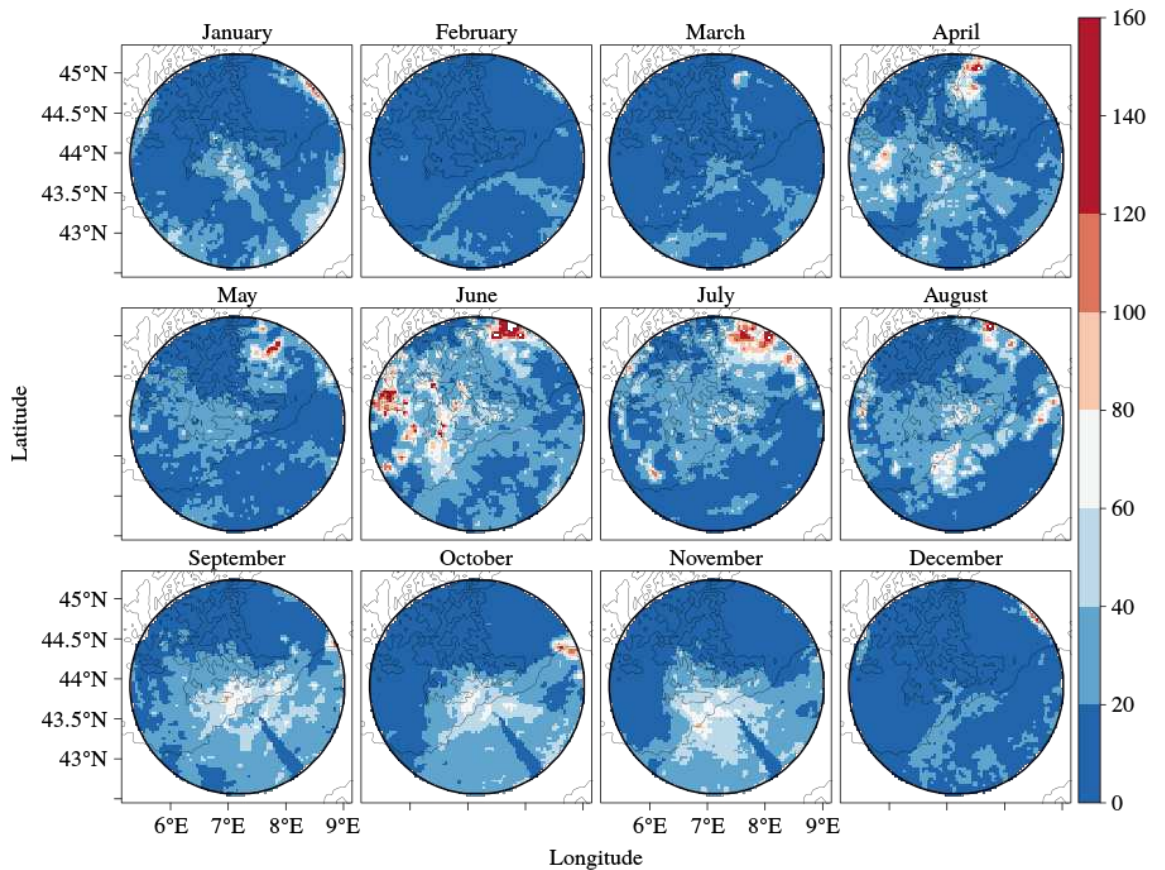 January February March April
160
45°N
44.5°N
44°N
43.5°N
43°N
140
120
May June July August
100
80
60
Latitude
September October November December
45°N
44.5°N
44°N
43.5°N
43°N
40
20
0
6°E 7°E 8°E 9°E 6°E 7°E 8°E 9°E
Longitude